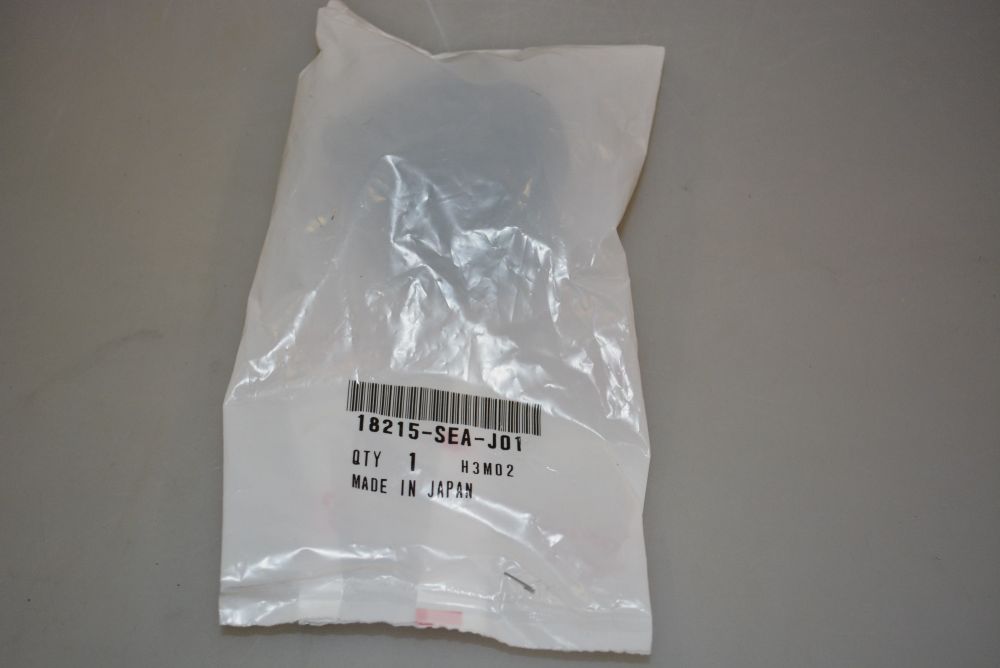 18215-SEA-J01
QTY 1 H3M02
MADE IN JAPAN